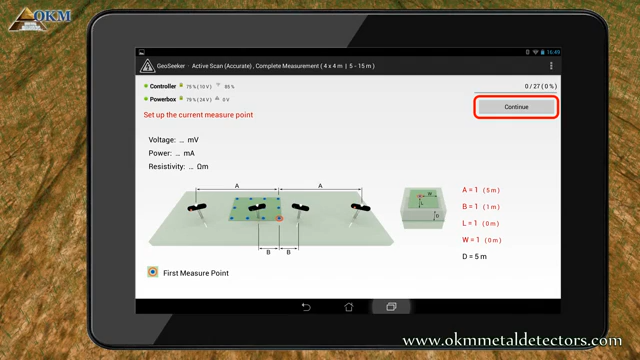 OKM
16:49
GeoSeeker · Active Scan (Accurate) , Complete Measurement ( 4 x 4 m | 5 – 15 m )
Controller 75 % ( 10 V ) 85 %
0 / 27 ( 0 % )
Powerbox 79 % ( 24 V ) 0 V
Continue
Set up the current measure point
Voltage: ... mV
Power: ... mA
Resistivity: ... Ωm
A A
B B
W
L
D
A = 1 ( 5 m )
B = 1 ( 1 m )
L = 1 ( 0 m )
W = 1 ( 0 m )
D = 5 m
First Measure Point
www.okmmetaldetectors.com